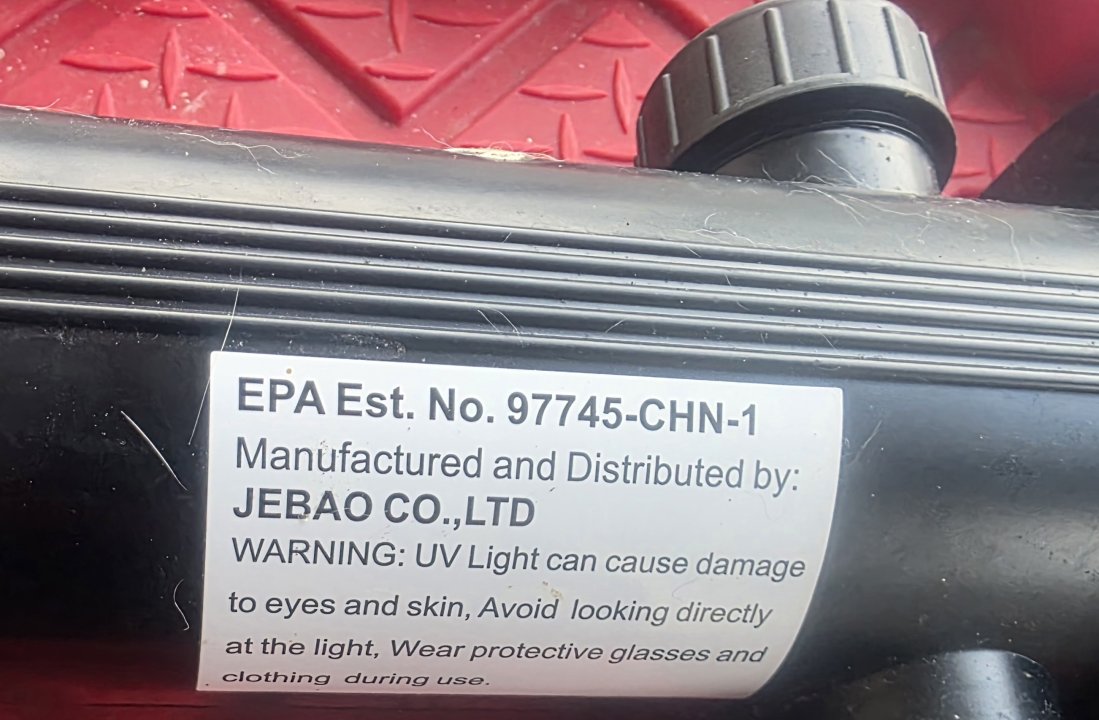 EPA Est. No. 97745-CHN-1
Manufactured and Distributed by:
JEBAO CO.,LTD
WARNING: UV Light can cause damage
to eyes and skin, Avoid looking directly
at the light, Wear protective glasses and
clothing during use.